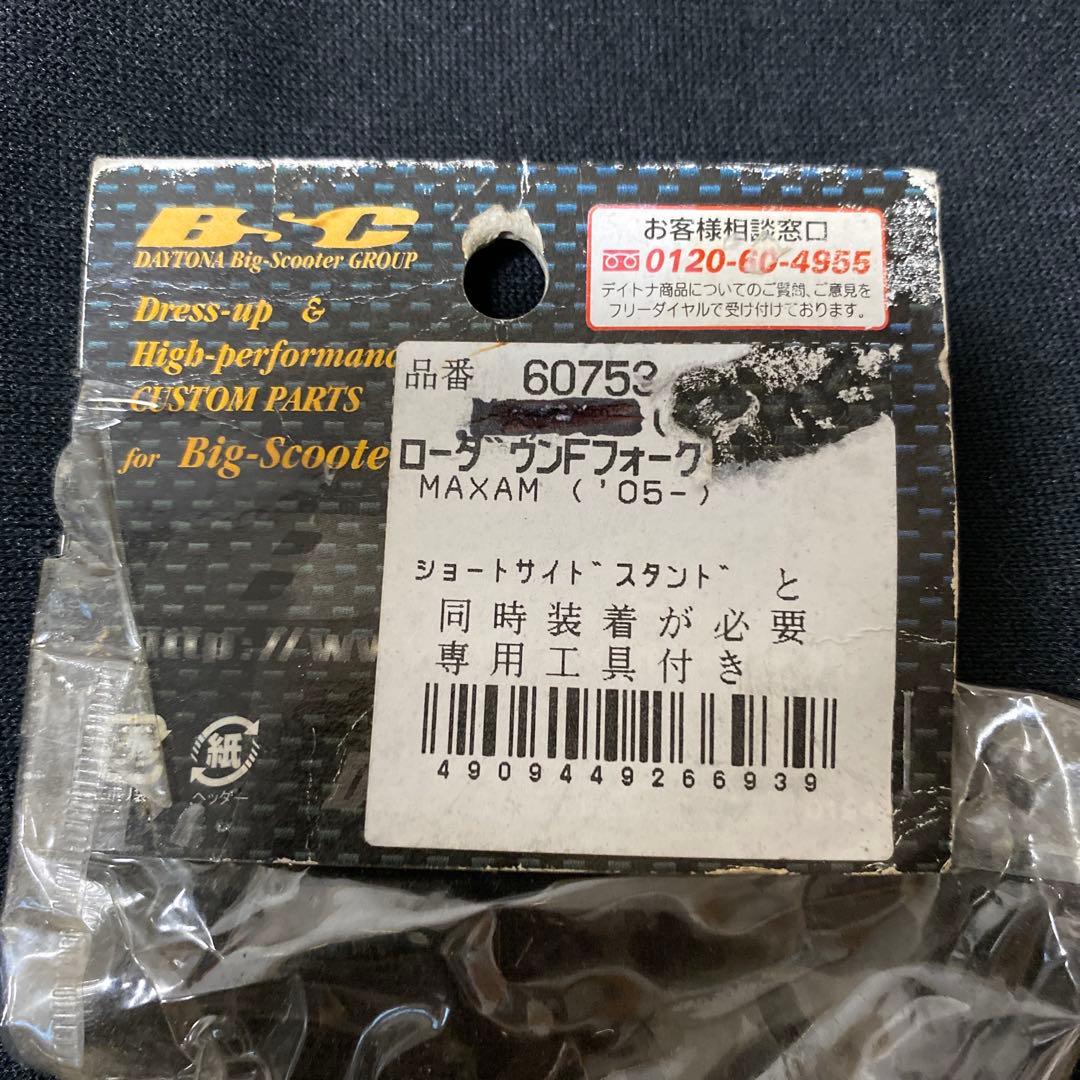 B.C
DAYTONA Big-Scooter GROUP
Dress-up &
High-performanc
CUSTOM PARTS
for Big-Scoote
お客様相談窓口
0120-60-4955
デイトナ商品についてのご質問、ご意見を
フリーダイヤルで受け付けております。
品番 60753
ローダウンFフォーク
MAXAM ('05-)
ショートサイドスタンド と
同時装着が必要
専用工具付き
4909449266939
http://ww
紙
ヘッダー